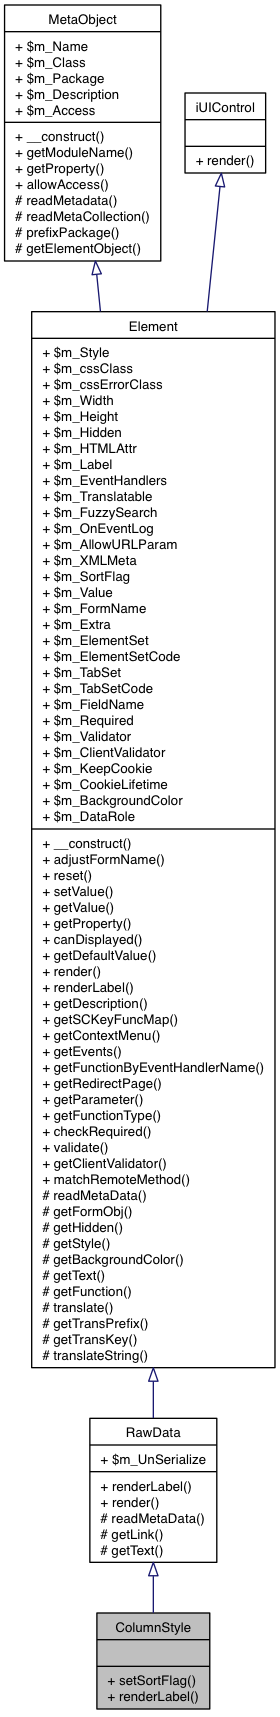 MetaObject
+ $m_Name
+ $m_Class
+ $m_Package
+ $m_Description
+ $m_Access
+ __construct()
+ getModuleName()
+ getProperty()
+ allowAccess()
# readMetadata()
# readMetaCollection()
# prefixPackage()
# getElementObject()
iUIControl
+ render()
Element
+ $m_Style
+ $m_cssClass
+ $m_cssErrorClass
+ $m_Width
+ $m_Height
+ $m_Hidden
+ $m_HTMLAttr
+ $m_Label
+ $m_EventHandlers
+ $m_Translatable
+ $m_FuzzySearch
+ $m_OnEventLog
+ $m_AllowURLParam
+ $m_XMLMeta
+ $m_SortFlag
+ $m_Value
+ $m_FormName
+ $m_Extra
+ $m_ElementSet
+ $m_ElementSetCode
+ $m_TabSet
+ $m_TabSetCode
+ $m_FieldName
+ $m_Required
+ $m_Validator
+ $m_ClientValidator
+ $m_KeepCookie
+ $m_CookieLifetime
+ $m_BackgroundColor
+ $m_DataRole
+ __construct()
+ adjustFormName()
+ reset()
+ setValue()
+ getValue()
+ getProperty()
+ canDisplayed()
+ getDefaultValue()
+ render()
+ renderLabel()
+ getDescription()
+ getSCKeyFuncMap()
+ getContextMenu()
+ getEvents()
+ getFunctionByEventHandlerName()
+ getRedirectPage()
+ getParameter()
+ getFunctionType()
+ checkRequired()
+ validate()
+ getClientValidator()
+ matchRemoteMethod()
# readMetaData()
# getFormObj()
# getHidden()
# getStyle()
# getBackgroundColor()
# getText()
# getFunction()
# translate()
# getTransPrefix()
# getTransKey()
# translateString()
RawData
+ $m_UnSerialize
+ renderLabel()
+ render()
# readMetaData()
# getLink()
# getText()
ColumnStyle
+ setSortFlag()
+ renderLabel()